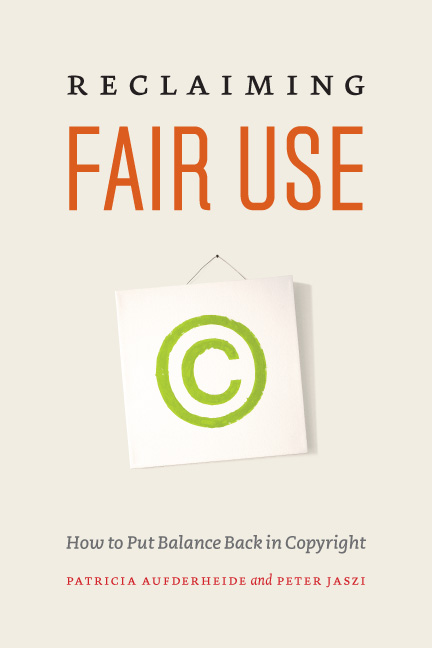 RECLAIMING
FAIR USE
©
How to Put Balance Back in Copyright
PATRICIA AUFDERHEIDE and PETER JASZI